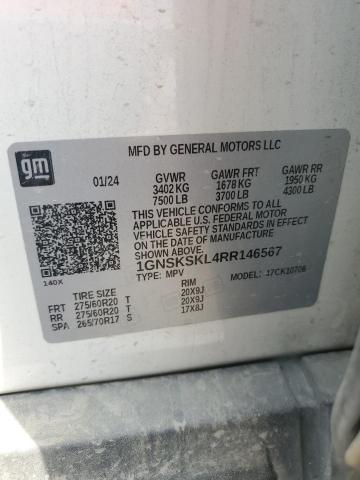 MFD BY GENERAL MOTORS LLC
gm
01/24 GVWR GAWR FRT GAWR RR
3402 KG 1678 KG 1950 KG
7500 LB 3700 LB 4300 LB
THIS VEHICLE CONFORMS TO ALL
APPLICABLE U.S. FEDERAL MOTOR
VEHICLE SAFETY STANDARDS IN
EFFECT ON THE DATE OF MANUFACTURE
SHOWN ABOVE.
140X
1GNSKSKL4RR146567
TYPE: MPV MODEL: 17CK10706
TIRE SIZE RIM
FRT 275/60R20 T 20X9J
RR 275/60R20 T 20X9J
SPA 265/70R17 S 17X8J